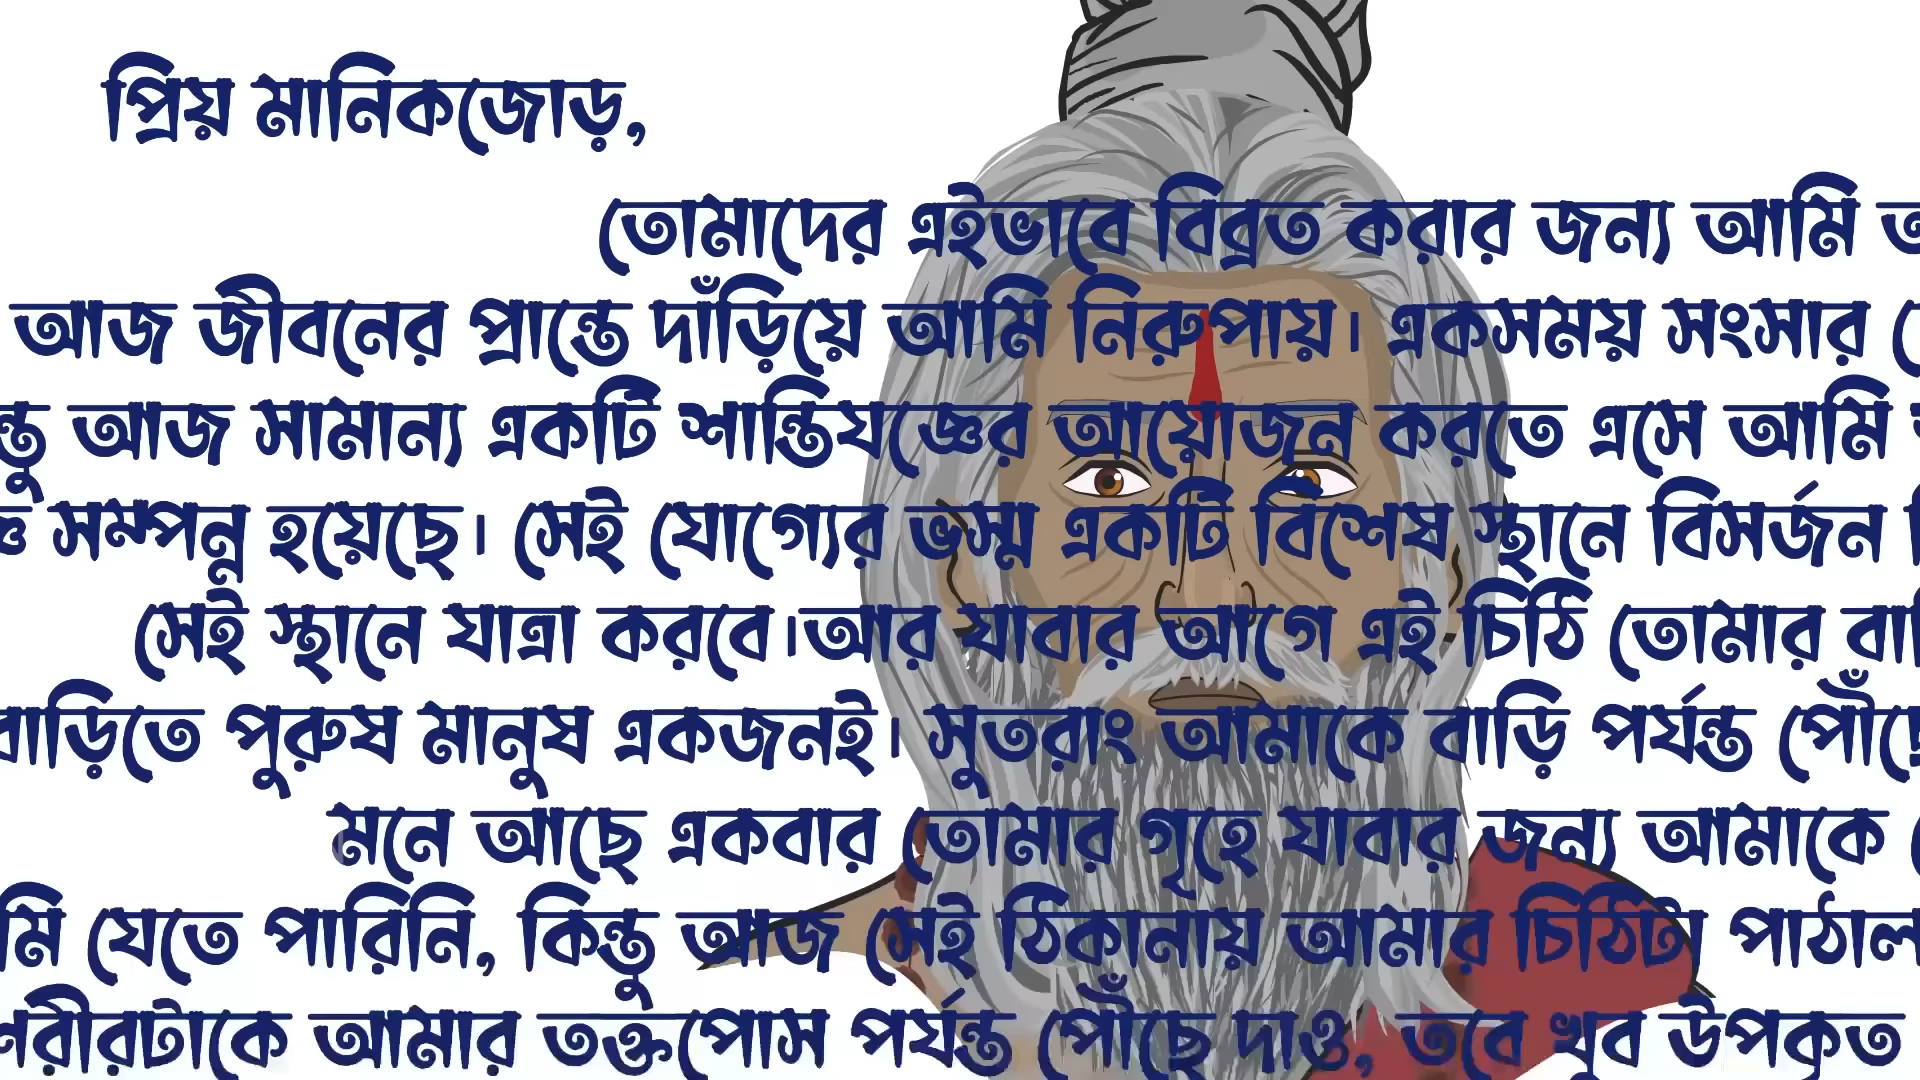 প্রিয় মানিকজোড়,
তোমাদের এইভাবে বিব্রত করার জন্য আমি
আজ জীবনের প্রান্তে দাঁড়িয়ে আমি নিরুপায়। একসময় সংসার
আজ সামান্য একটি শান্তিযজ্ঞের আয়োজন করতে এসে আমি
সম্পন্ন হয়েছে। সেই যোগ্যের ভস্ম একটি বিশেষ স্থানে বিসর্জন
সেই স্থানে যাত্রা করবে।আর যাবার আগে এই চিঠি তোমার
বাড়িতে পুরুষ মানুষ একজনই। সুতরাং আমাকে বাড়ি পর্যন্ত
মনে আছে একবার তোমার গৃহে যাবার জন্য আমাকে
যেতে পারিনি, কিন্তু আজ সেই ঠিকানায় আমার চিঠিটা
আমার তক্তপোস পর্যন্ত পৌঁছে দাও, তবে খুব উপকৃত